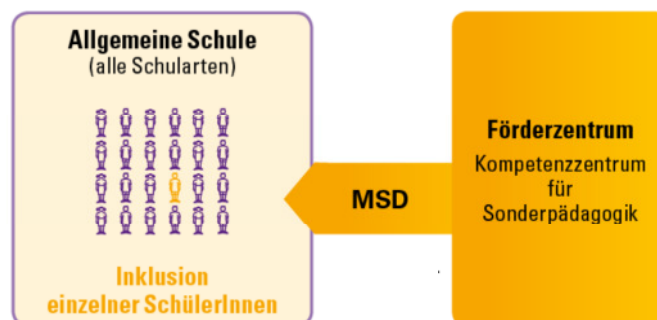 Allgemeine Schule
(alle Schularten)
Inklusion
einzelner SchülerInnen
MSD
Förderzentrum
Kompetenzzentrum
für
Sonderpädagogik